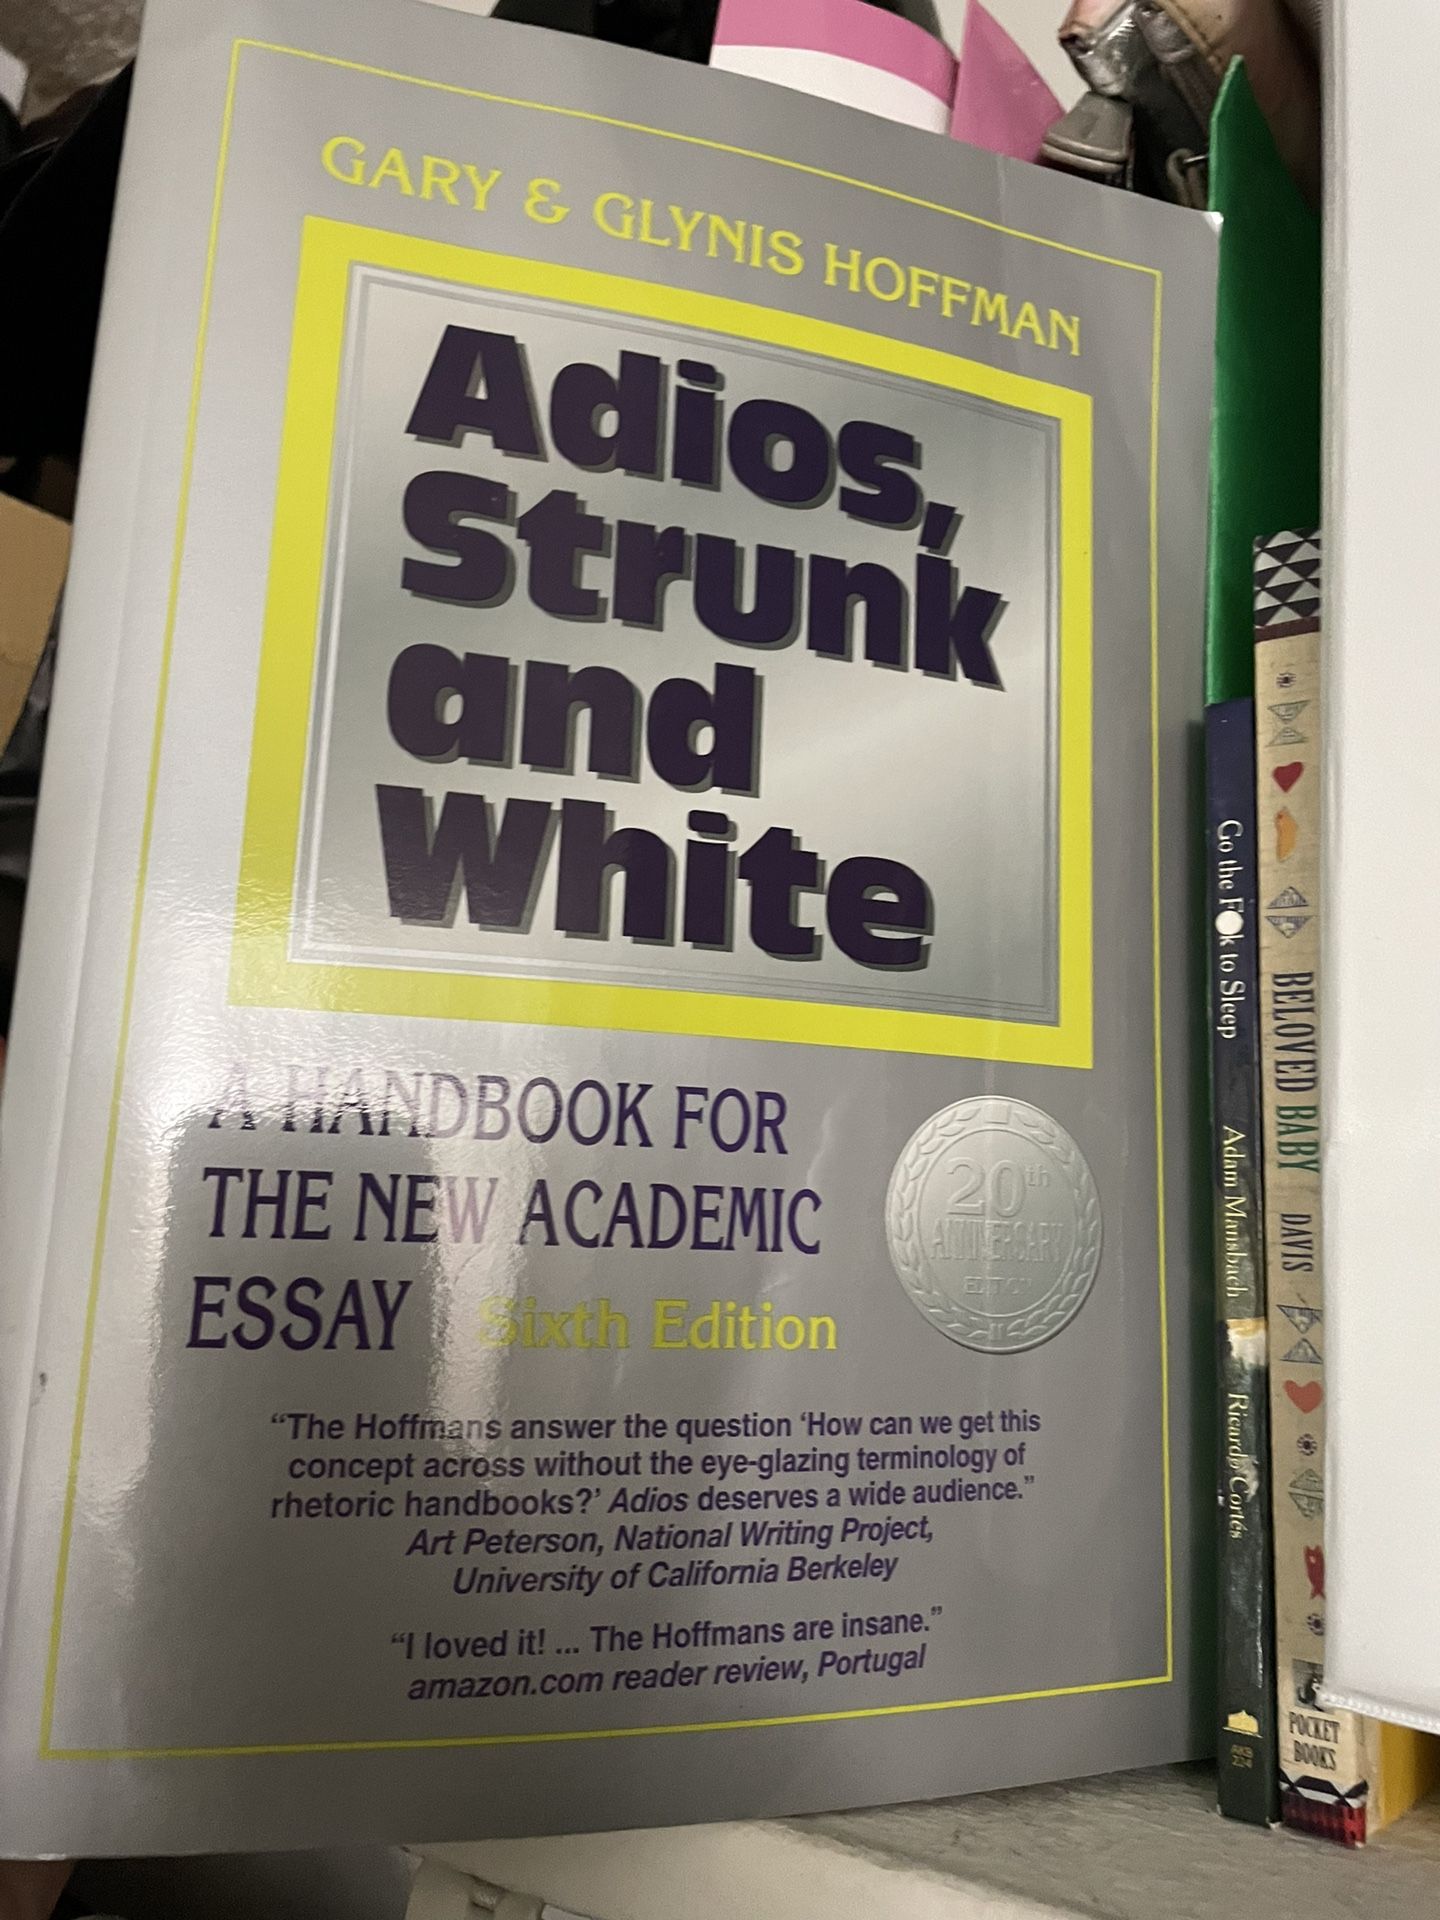 GARY & GLYNIS HOFFMAN
Adios,
Strunk
and
White
A HANDBOOK FOR
THE NEW ACADEMIC
ESSAY Sixth Edition
20th
ANNIVERSARY
EDITION
“The Hoffmans answer the question ‘How can we get this
concept across without the eye-glazing terminology of
rhetoric handbooks?’ Adios deserves a wide audience.”
Art Peterson, National Writing Project,
University of California Berkeley
“I loved it! ... The Hoffmans are insane.”
amazon.com reader review, Portugal
Go the F k to Sleep Adam Mansbach Ricardo Cortés
BELOVED BABY DAVIS
POCKET
BOOKS